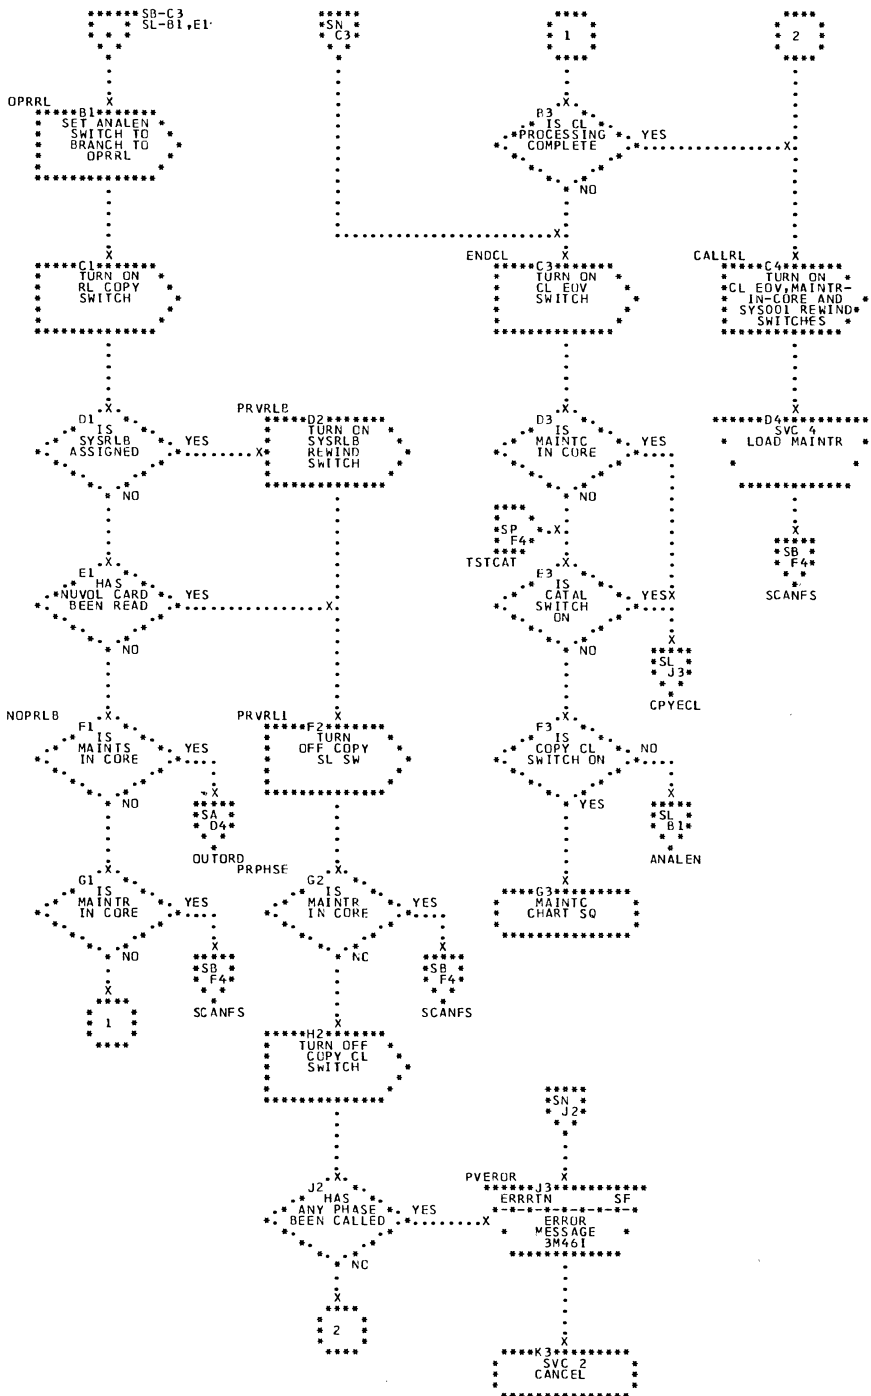 SB-C3
SL-B1,E1
SN
C3
1
2
OPRRL
B1
SET ANALEN
SWITCH TO
BRANCH TO
OPRRL
B3
IS CL
PROCESSING
COMPLETE
YES
NO
C1
TURN ON
RL COPY
SWITCH
ENDCL
C3
TURN ON
CL EOV
SWITCH
CALLRL
C4
TURN ON
CL EOV,MAINTR-
IN-CORE AND
SYS001 REWIND
SWITCHES
D1
IS
SYSRLB
ASSIGNED
YES
NO
PRVRLB
D2
TURN ON
SYSRLB
REWIND
SWITCH
D3
IS
MAINTC
IN CORE
YES
NO
D4
SVC 4
LOAD MAINTR
SP
F4
TSTCAT
SB
F4
SCANFS
E1
HAS
NUVOL CARD
BEEN READ
YES
NO
E3
IS
CATAL
SWITCH
ON
YES
NO
SL
J3
CPYECL
NOPRLB
F1
IS
MAINTS
IN CORE
YES
NO
PRVRL1
F2
TURN
OFF COPY
SL SW
F3
IS
COPY CL
SWITCH ON
NO
YES
SA
D4
OUTORD
SL
B1
ANALEN
G1
IS
MAINTR
IN CORE
YES
NO
PRPHSE
G2
IS
MAINTR
IN CORE
YES
NC
G3
MAINTC
CHART SQ
SB
F4
SCANFS
SB
F4
SCANFS
1
H2
TURN OFF
COPY CL
SWITCH
SN
J2
J2
HAS
ANY PHASE
BEEN CALLED
YES
NC
PVEROR
J3
ERRRTN SF
ERROR
MESSAGE
3M46I
2
K3
SVC 2
CANCEL